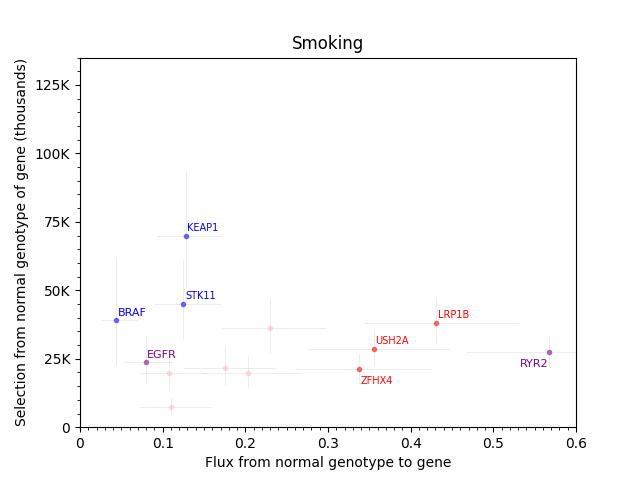 Smoking
Selection from normal genotype of gene (thousands)
125K
100K
75K
50K
25K
0
KEAP1
STK11
BRAF
EGFR
LRP1B
USH2A
ZFHX4
RYR2
0 0.1 0.2 0.3 0.4 0.5 0.6
Flux from normal genotype to gene